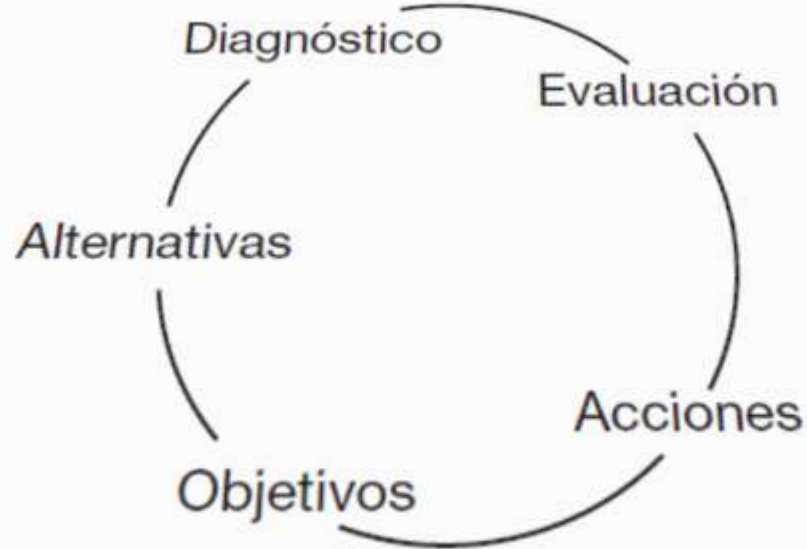 Diagnóstico
Evaluación
Alternativas
Acciones
Objetivos